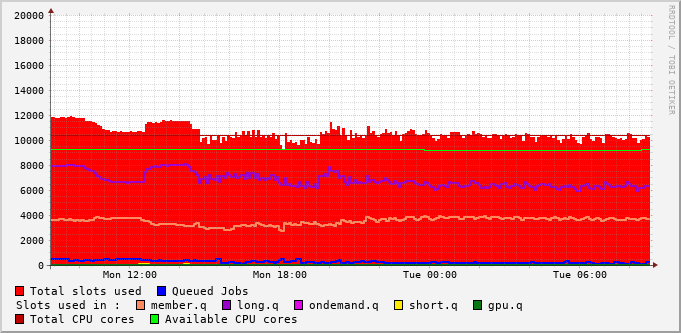 20000
18000
16000
14000
12000
10000
8000
6000
4000
2000
0
Mon 12:00 Mon 18:00 Tue 00:00 Tue 06:00
RRDTOOL / TOBI OETIKER
Total slots used Queued Jobs
Slots used in : member.q long.q ondemand.q short.q gpu.q
Total CPU cores Available CPU cores